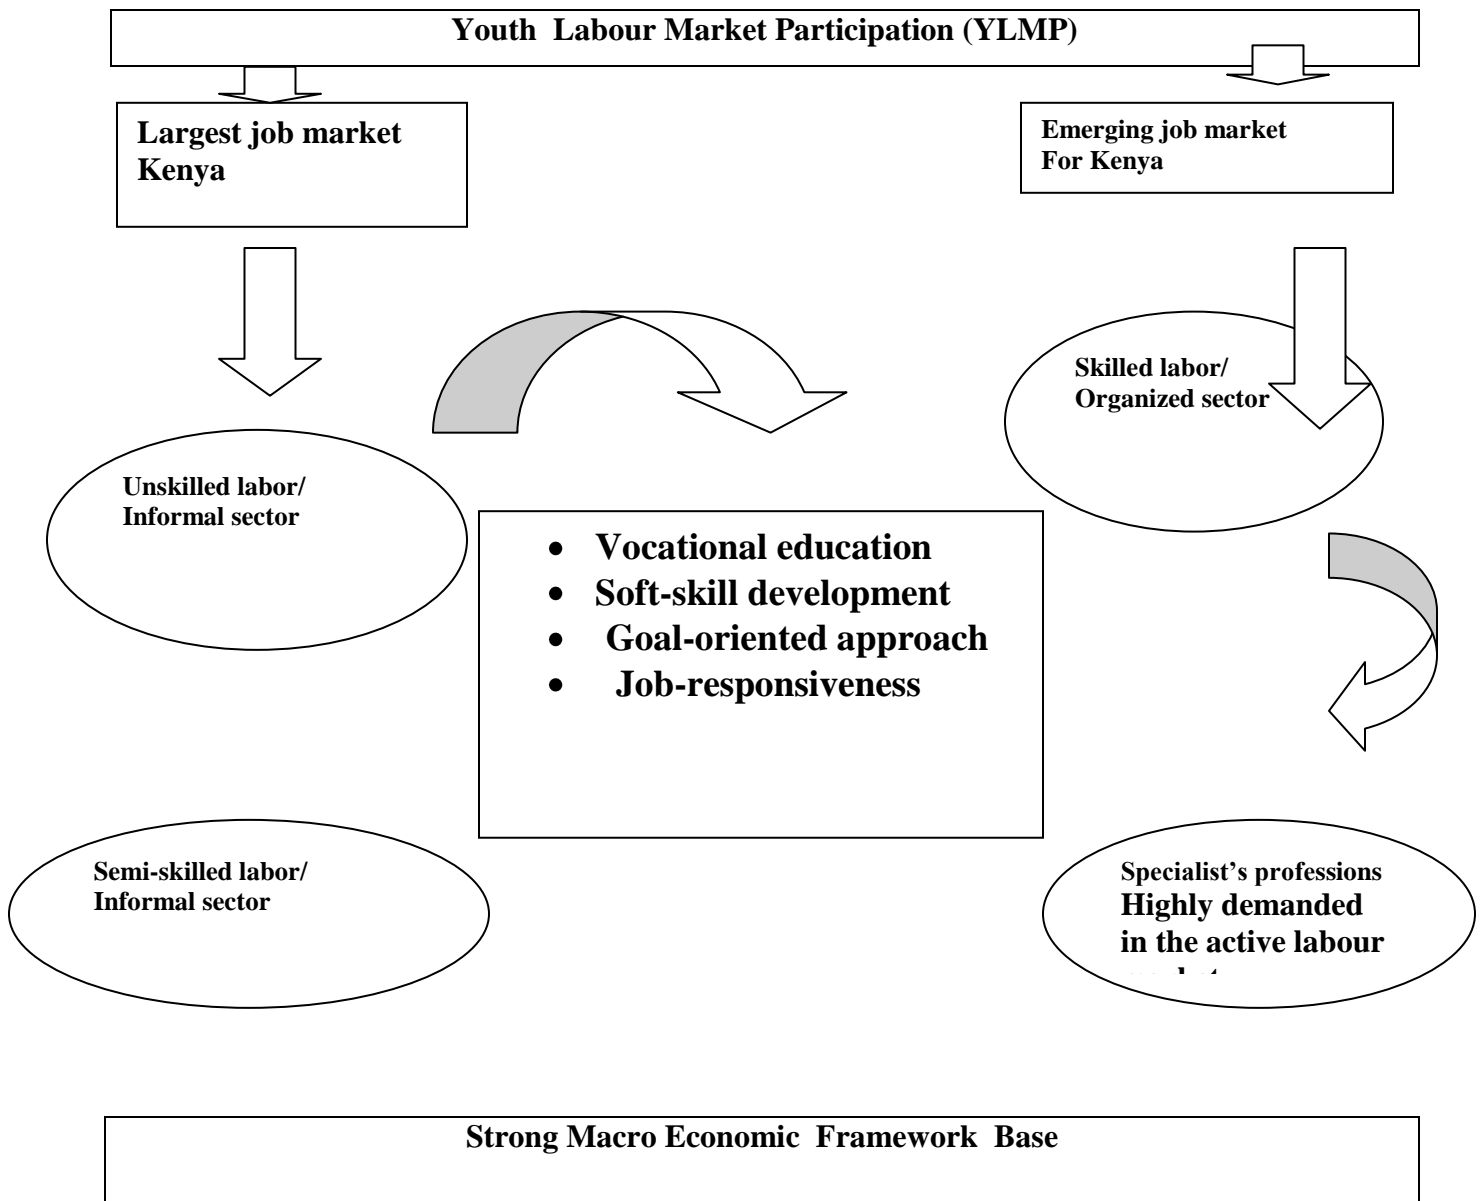 Youth Labour Market Participation (YLMP)
Largest job market
Kenya
Emerging job market
For Kenya
Skilled labor/
Organized sector
Unskilled labor/
Informal sector
• Vocational education
• Soft-skill development
• Goal-oriented approach
• Job-responsiveness
Semi-skilled labor/
Informal sector
Specialist's professions
Highly demanded
in the active labour
Strong Macro Economic Framework Base